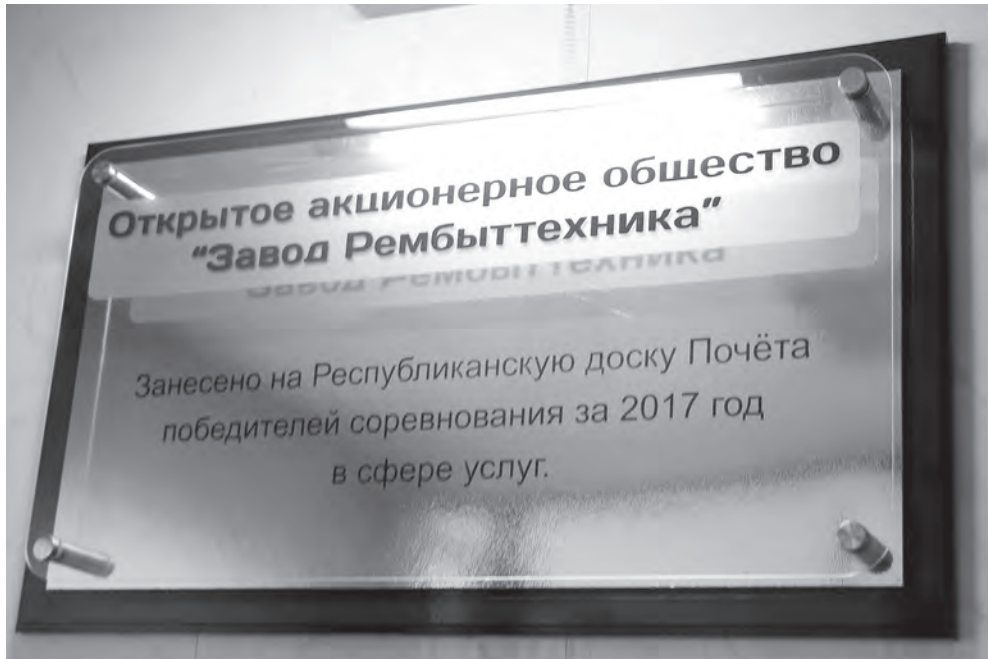 Открытое акционерное общество
“Завод Рембыттехника”
Занесено на Республиканскую доску Почёта
победителей соревнования за 2017 год
в сфере услуг.